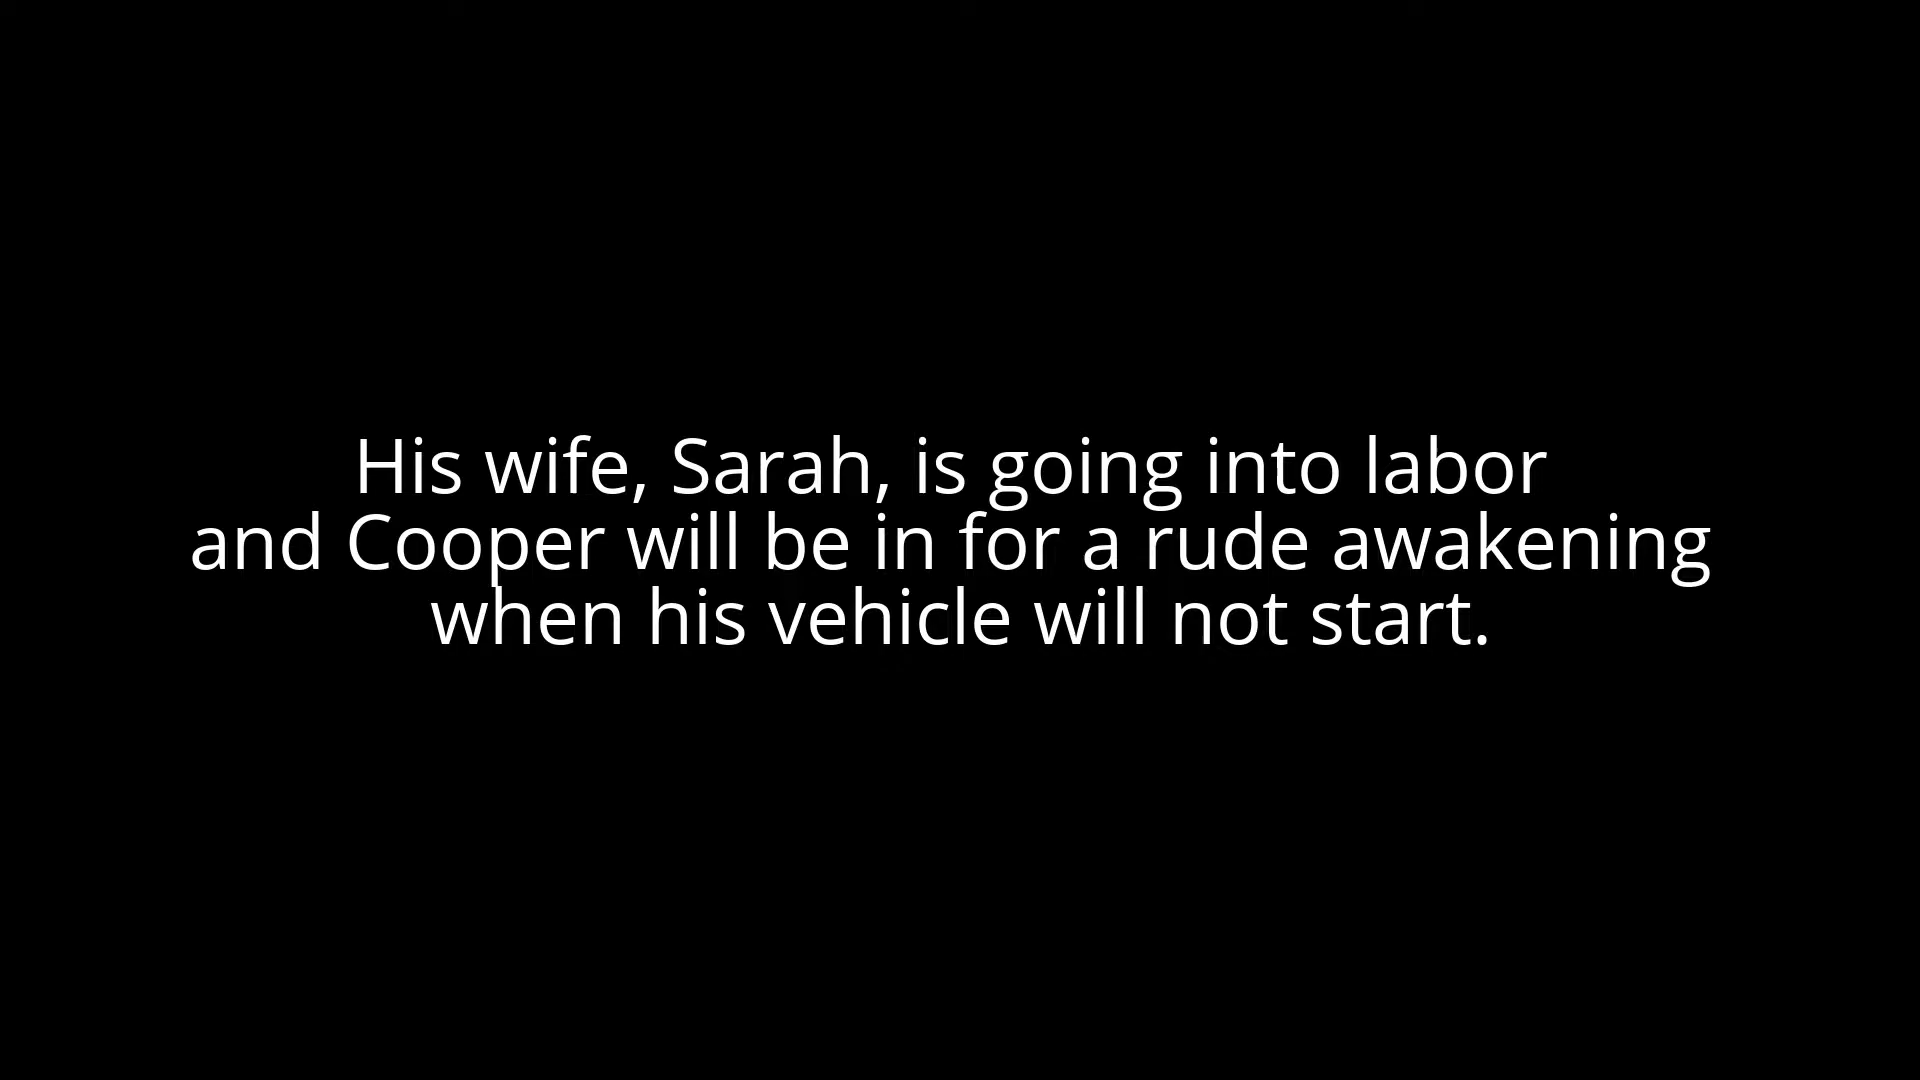 His wife, Sarah, is going into labor
and Cooper will be in for a rude awakening
when his vehicle will not start.